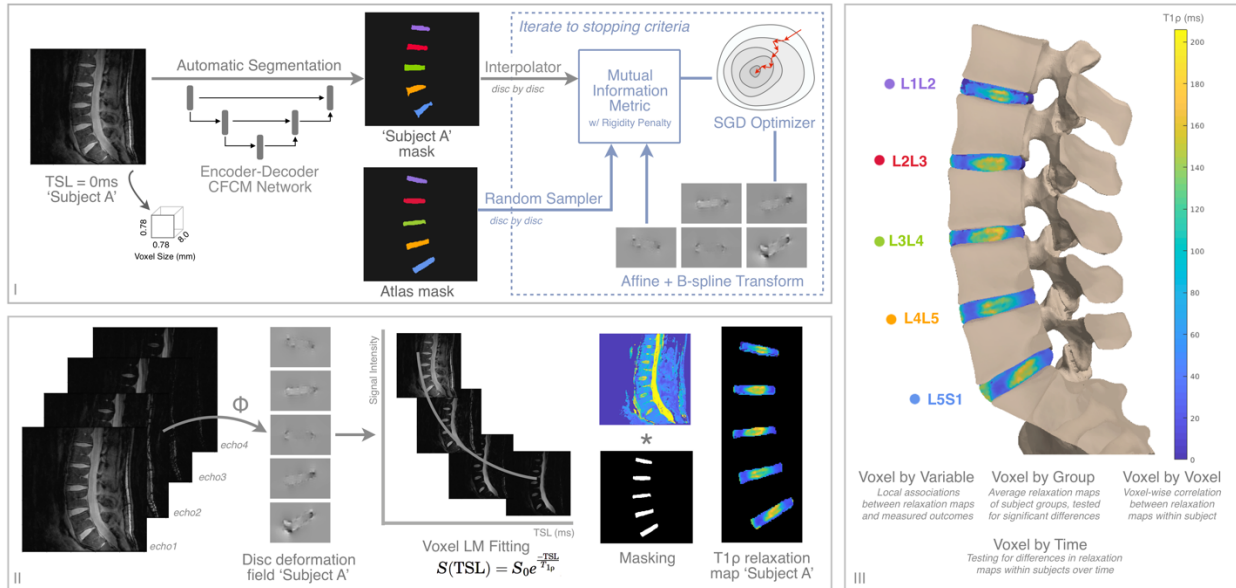 Automatic Segmentation
Encoder-Decoder
CFCM Network
TSL = 0ms
'Subject A'
0.78
0.78
8.0
Voxel Size (mm)
'Subject A'
mask
Atlas mask
Interpolator
disc by disc
Random Sampler
disc by disc
Iterate to stopping criteria
Mutual
Information
Metric
w/ Rigidity Penalty
SGD Optimizer
Affine + B-spline Transform
I
echo1
echo2
echo3
echo4
Φ
Disc deformation
field 'Subject A'
Signal Intensity
TSL (ms)
Voxel LM Fitting
S(TSL) = S₀e^(-TSL/T1ρ)
*
Masking
T1ρ relaxation
map 'Subject A'
II
T1ρ (ms)
200
180
160
140
120
100
80
60
40
20
0
L1L2
L2L3
L3L4
L4L5
L5S1
Voxel by Variable
Local associations
between relaxation maps
and measured outcomes
Voxel by Group
Average relaxation maps
of subject groups, tested
for significant differences
Voxel by Voxel
Voxel-wise correlation
between relaxation
maps within subject
Voxel by Time
Testing for differences in relaxation
maps within subjects over time
III